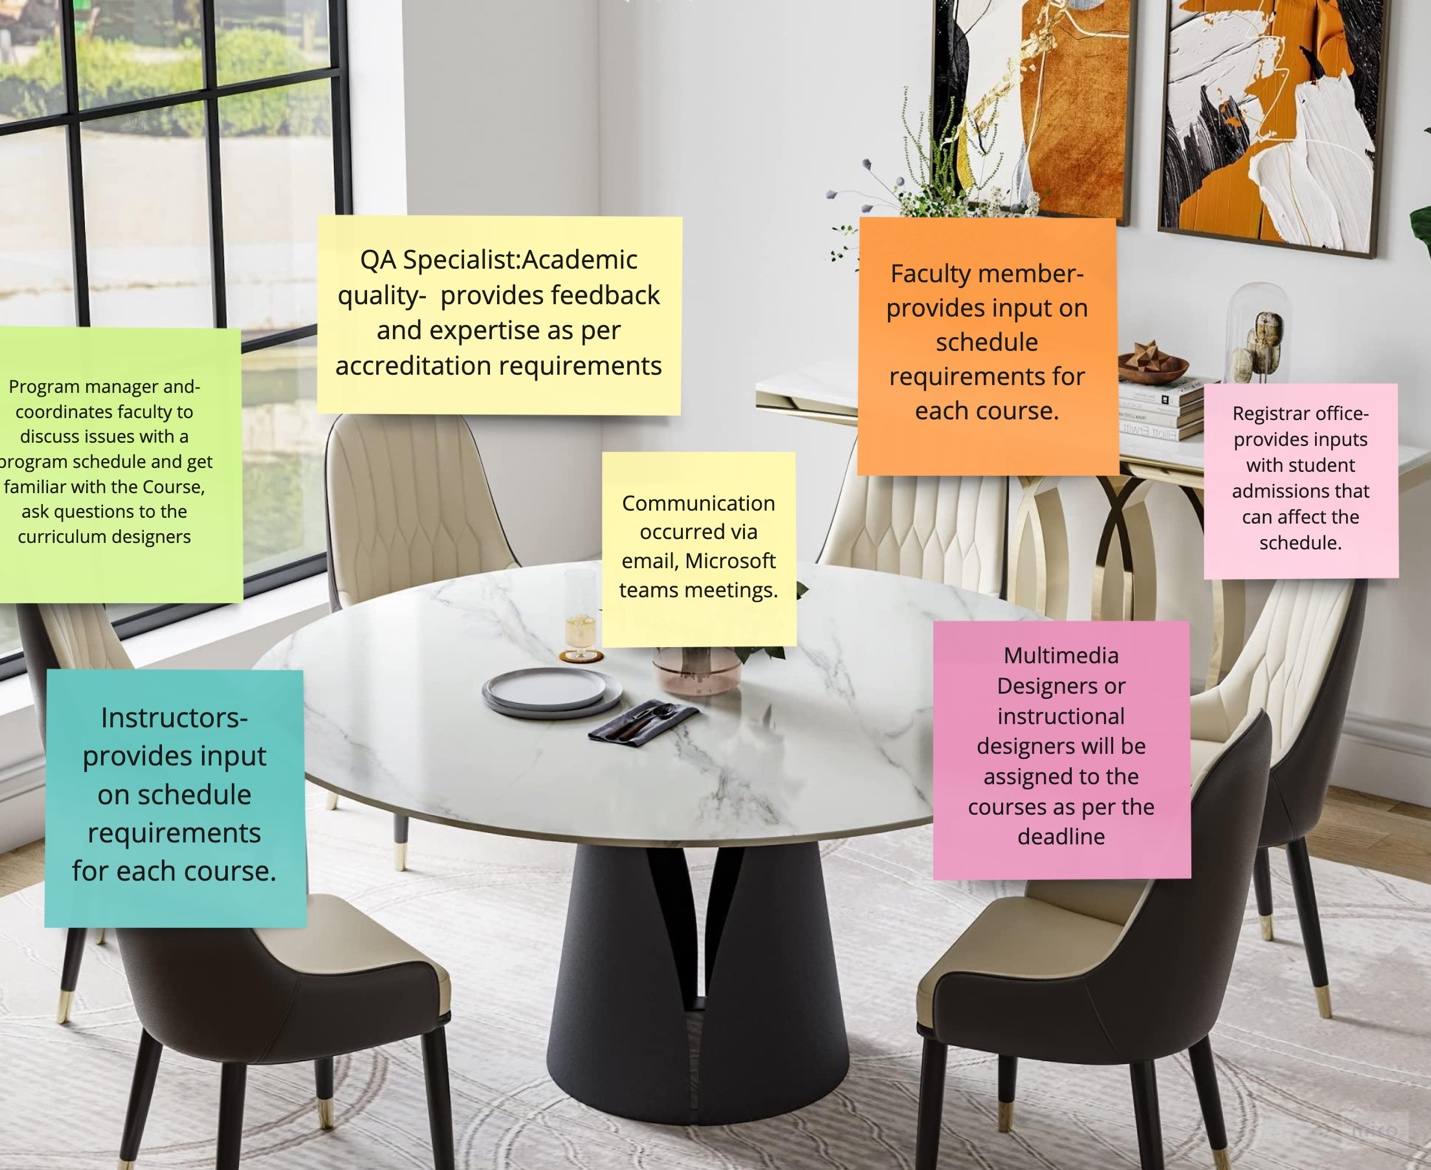 QA Specialist:Academic
quality-  provides feedback
and expertise as per
accreditation requirements
Faculty member-
provides input on
schedule
requirements for
each course.
Program manager and-
coordinates faculty to
discuss issues with a
program schedule and get
familiar with the Course,
ask questions to the
curriculum designers
Registrar office-
provides inputs
with student
admissions that
can affect the
schedule.
Communication
occurred via
email, Microsoft
teams meetings.
Multimedia
Designers or
instructional
designers will be
assigned to the
courses as per the
deadline
Instructors-
provides input
on schedule
requirements
for each course.
miro